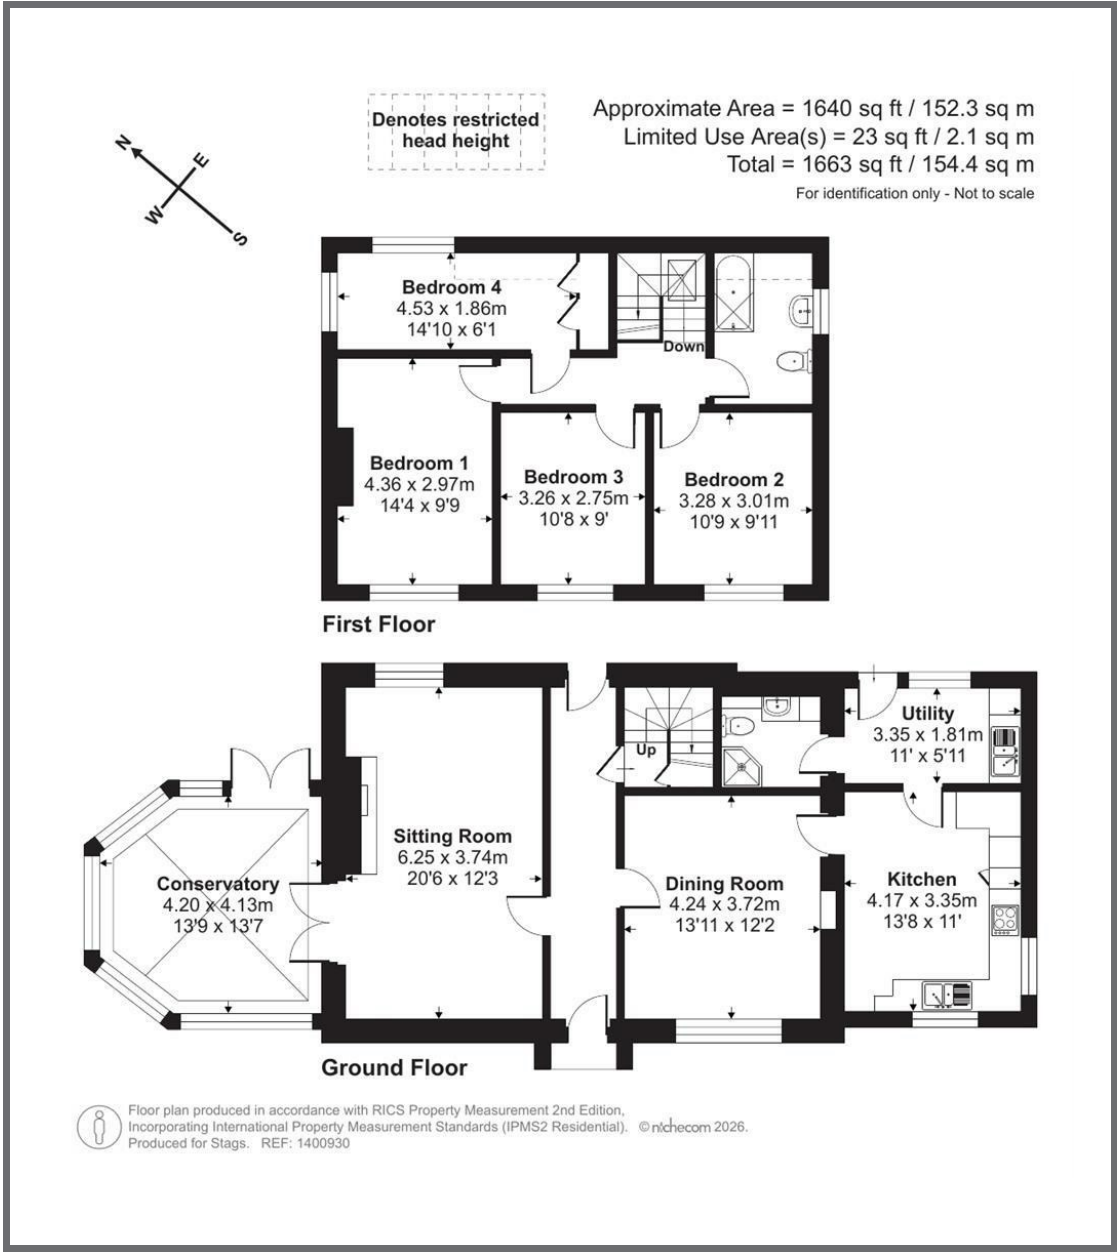 Denotes restricted
head height
Approximate Area = 1640 sq ft / 152.3 sq m
Limited Use Area(s) = 23 sq ft / 2.1 sq m
Total = 1663 sq ft / 154.4 sq m
For identification only - Not to scale
N
E
W
S
Bedroom 4
4.53 x 1.86m
14'10 x 6'1
Down
Bedroom 1
4.36 x 2.97m
14'4 x 9'9
Bedroom 3
3.26 x 2.75m
10'8 x 9'
Bedroom 2
3.28 x 3.01m
10'9 x 9'11
First Floor
Up
Utility
3.35 x 1.81m
11' x 5'11
Sitting Room
6.25 x 3.74m
20'6 x 12'3
Conservatory
4.20 x 4.13m
13'9 x 13'7
Dining Room
4.24 x 3.72m
13'11 x 12'2
Kitchen
4.17 x 3.35m
13'8 x 11'
Ground Floor
Floor plan produced in accordance with RICS Property Measurement 2nd Edition,
Incorporating International Property Measurement Standards (IPMS2 Residential). © nichecom 2026.
Produced for Stags. REF: 1400930